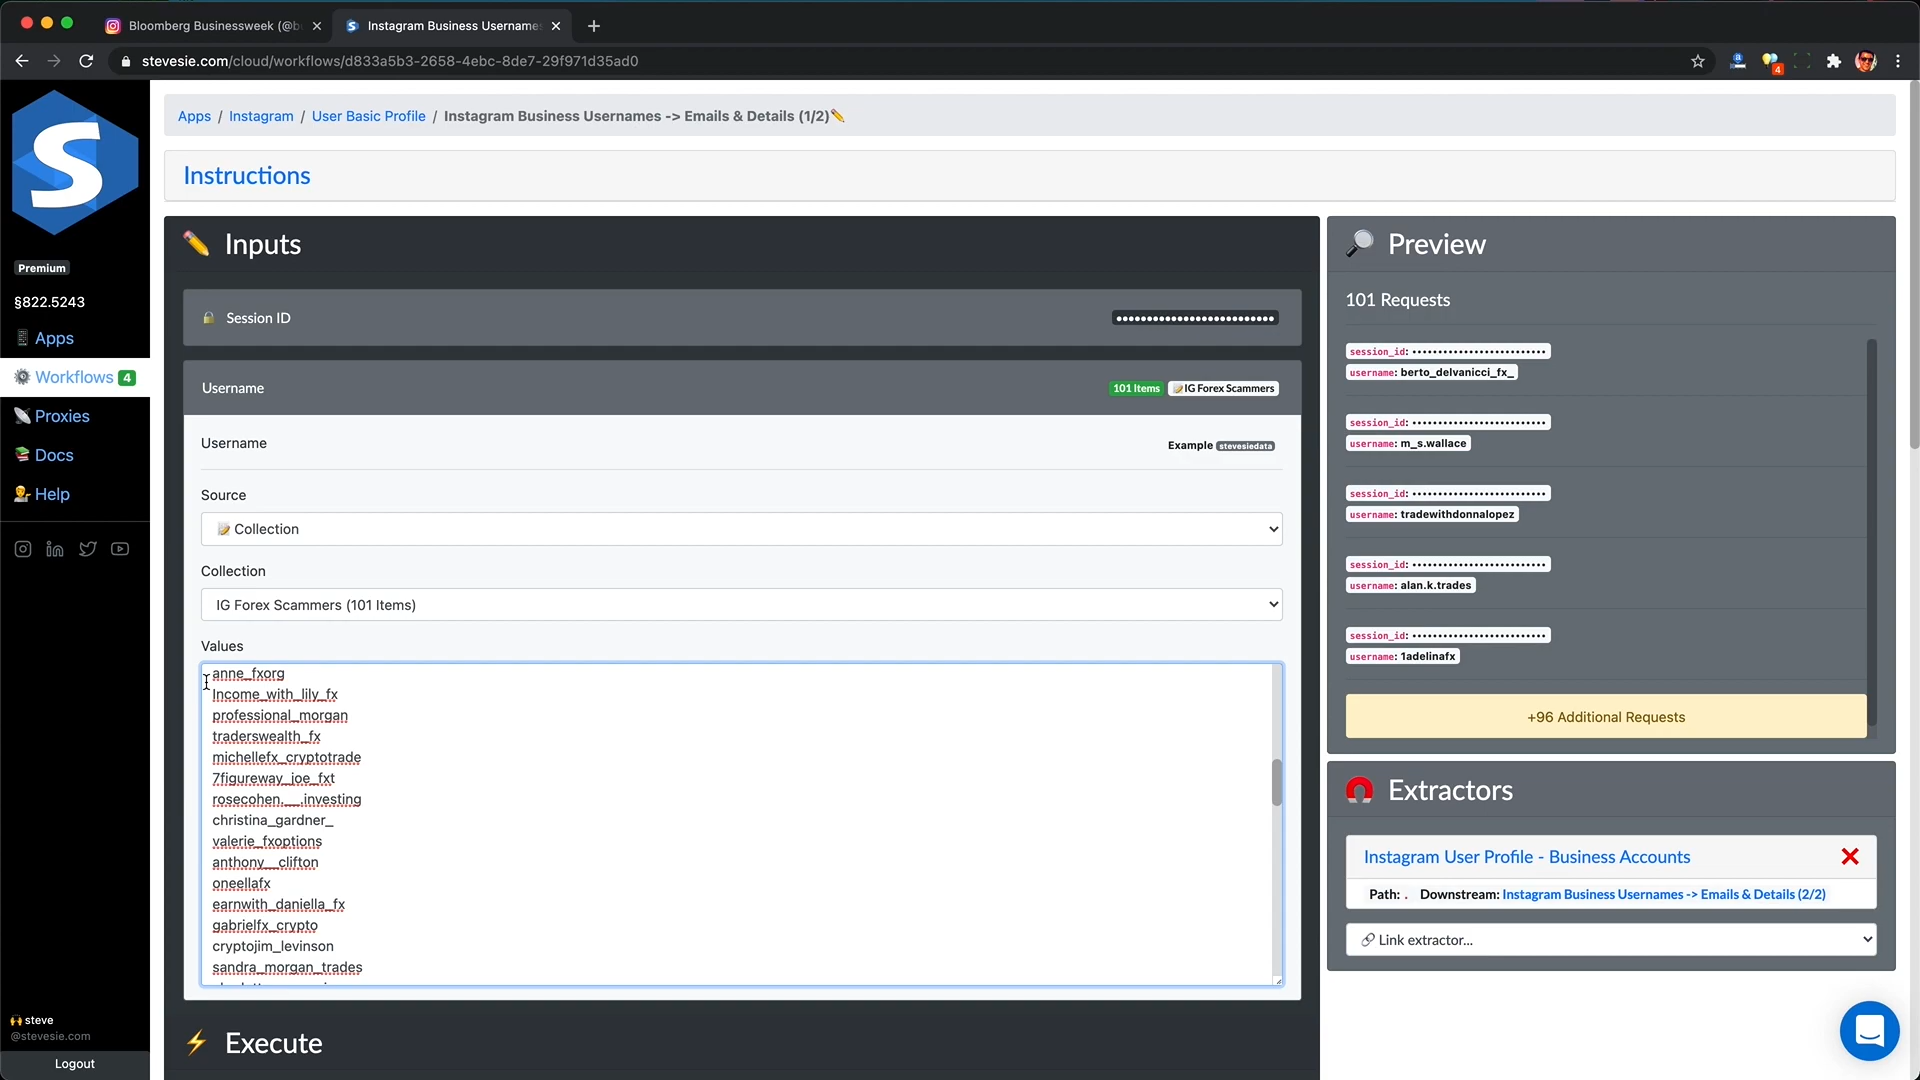 Bloomberg Businessweek (@b
Instagram Business Username
stevesie.com/cloud/workflows/d833a5b3-2658-4ebc-8de7-29f971d35ad0
4
S
Premium
§822.5243
Apps
Workflows 4
Proxies
Docs
Help
steve
@stevesie.com
Logout
Apps / Instagram / User Basic Profile / Instagram Business Usernames -> Emails & Details (1/2)
Instructions
Inputs
Session ID
Username
101 Items IG Forex Scammers
Username
Example stevesiedata
Source
Collection
Collection
IG Forex Scammers (101 Items)
Values
anne_fxorg
Income_with_lily_fx
professional_morgan
traderswealth_fx
michellefx_cryptotrade
7figureway_joe_fxt
rosecohen.__.investing
christina_gardner_
valerie_fxoptions
anthony__clifton
oneellafx
earnwith_daniella_fx
gabrielfx_crypto
cryptojim_levinson
sandra_morgan_trades
Execute
Preview
101 Requests
session_id: ••••••••••••••••••••••••••
username: berto_delvanicci_fx_
session_id: ••••••••••••••••••••••••••
username: m_s.wallace
session_id: ••••••••••••••••••••••••••
username: tradewithdonnalopez
session_id: ••••••••••••••••••••••••••
username: alan.k.trades
session_id: ••••••••••••••••••••••••••
username: 1adelinafx
+96 Additional Requests
Extractors
Instagram User Profile - Business Accounts
Path: . Downstream: Instagram Business Usernames -> Emails & Details (2/2)
Link extractor...